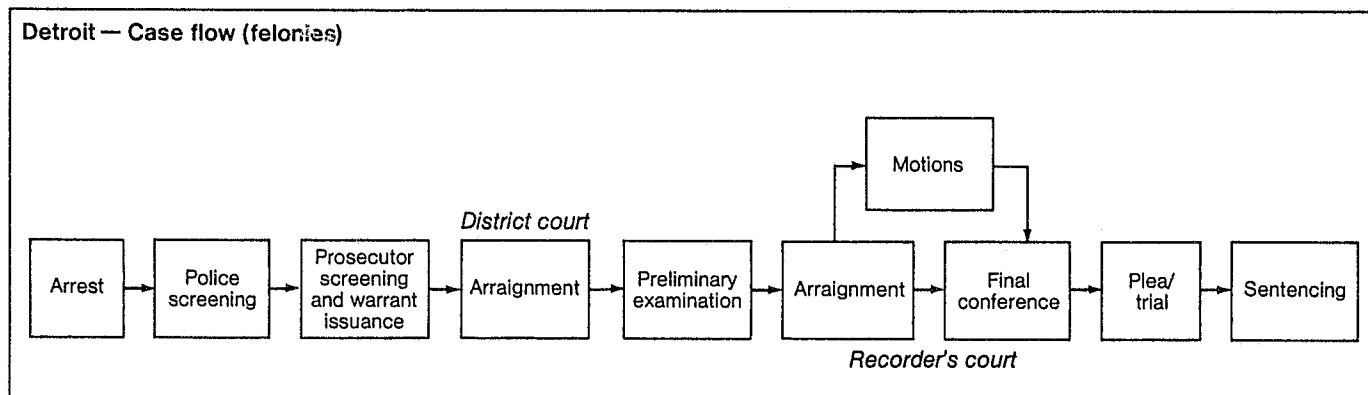 Detroit — Case flow (felonies)
Motions
District court
Arrest
Police
screening
Prosecutor
screening
and warrant
issuance
Arraignment
Preliminary
examination
Arraignment
Final
conference
Plea/
trial
Sentencing
Recorder's court